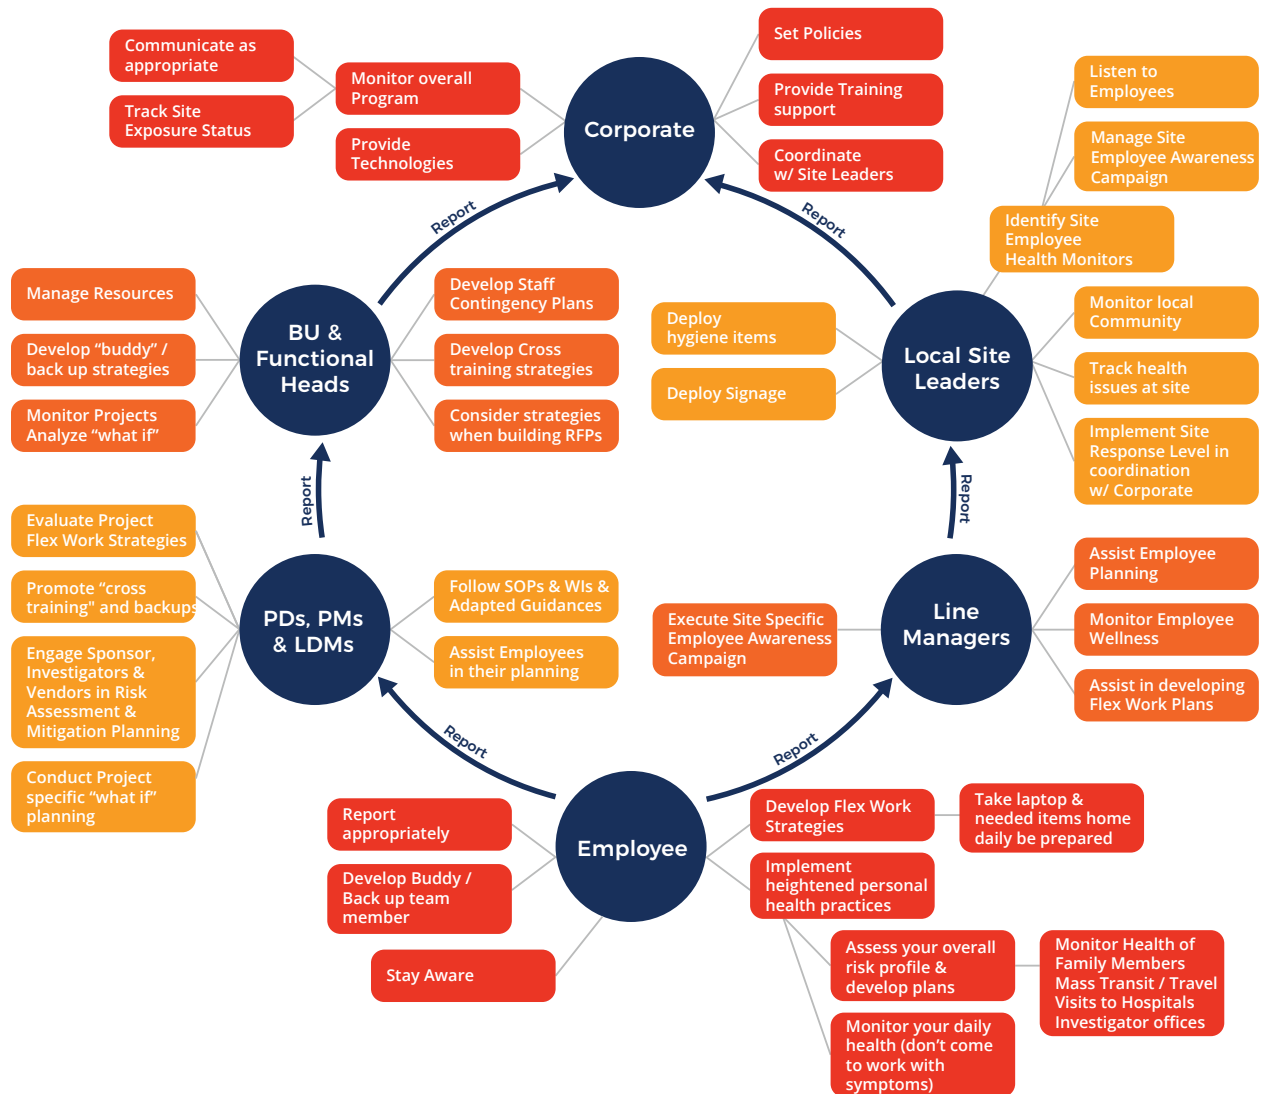 Communicate as
appropriate
Track Site
Exposure Status
Monitor overall
Program
Provide
Technologies
Corporate
Set Policies
Provide Training
support
Coordinate
w/ Site Leaders
Listen to
Employees
Manage Site
Employee Awareness
Campaign
Identify Site
Employee
Health Monitors
Report
Report
Manage Resources
Develop “buddy” /
back up strategies
Monitor Projects
Analyze “what if”
BU &
Functional
Heads
Develop Staff
Contingency Plans
Develop Cross
training strategies
Consider strategies
when building RFPs
Deploy
hygiene items
Deploy Signage
Local Site
Leaders
Monitor local
Community
Track health
issues at site
Implement Site
Response Level in
coordination
w/ Corporate
Report
Report
Evaluate Project
Flex Work Strategies
Promote “cross
training" and backups
Engage Sponsor,
Investigators &
Vendors in Risk
Assessment &
Mitigation Planning
Conduct Project
specific “what if”
planning
PDs, PMs
& LDMs
Follow SOPs & WIs &
Adapted Guidances
Assist Employees
in their planning
Execute Site Specific
Employee Awareness
Campaign
Line
Managers
Assist Employee
Planning
Monitor Employee
Wellness
Assist in developing
Flex Work Plans
Report
Report
Report
appropriately
Develop Buddy /
Back up team
member
Stay Aware
Employee
Develop Flex Work
Strategies
Take laptop &
needed items home
daily be prepared
Implement
heightened personal
health practices
Assess your overall
risk profile &
develop plans
Monitor Health of
Family Members
Mass Transit / Travel
Visits to Hospitals
Investigator offices
Monitor your daily
health (don’t come
to work with
symptoms)